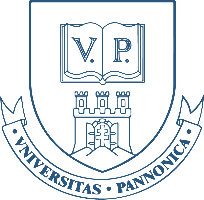 V. P.
· VNIVERSITAS · PANNONICA ·